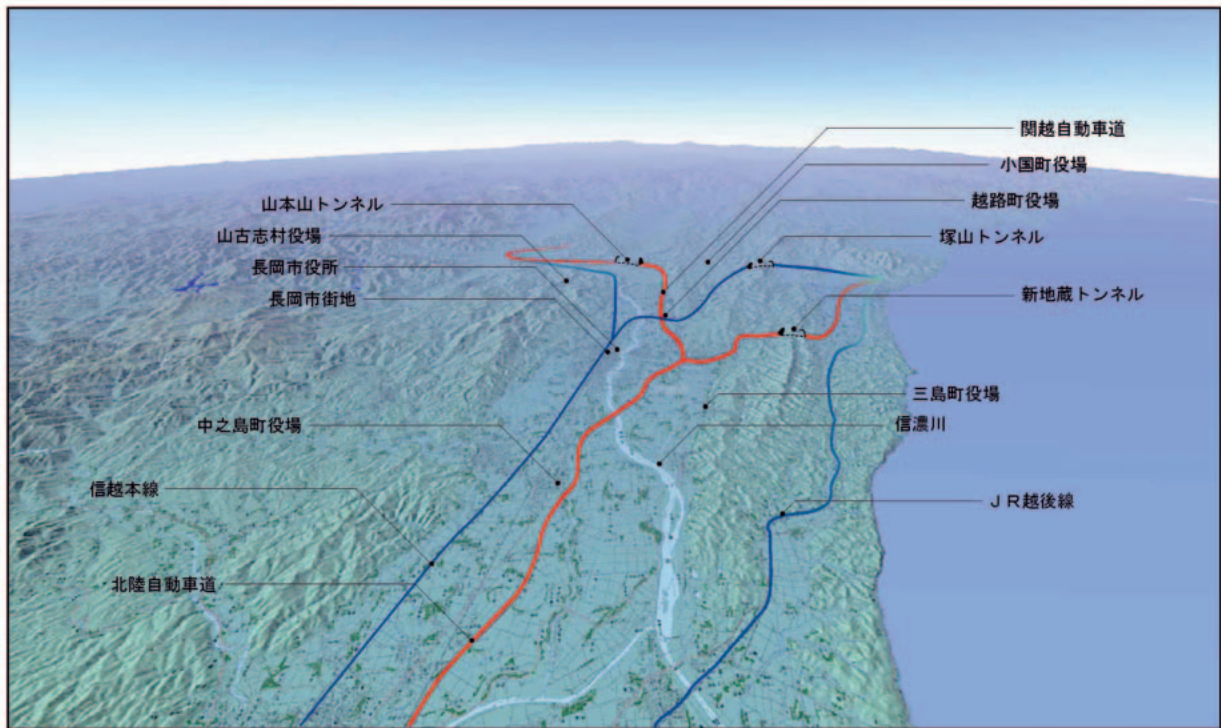 関越自動車道
小国町役場
山本山トンネル
越路町役場
山古志村役場
塚山トンネル
長岡市役所
長岡市街地
新地蔵トンネル
三島町役場
中之島町役場
信濃川
信越本線
JR越後線
北陸自動車道